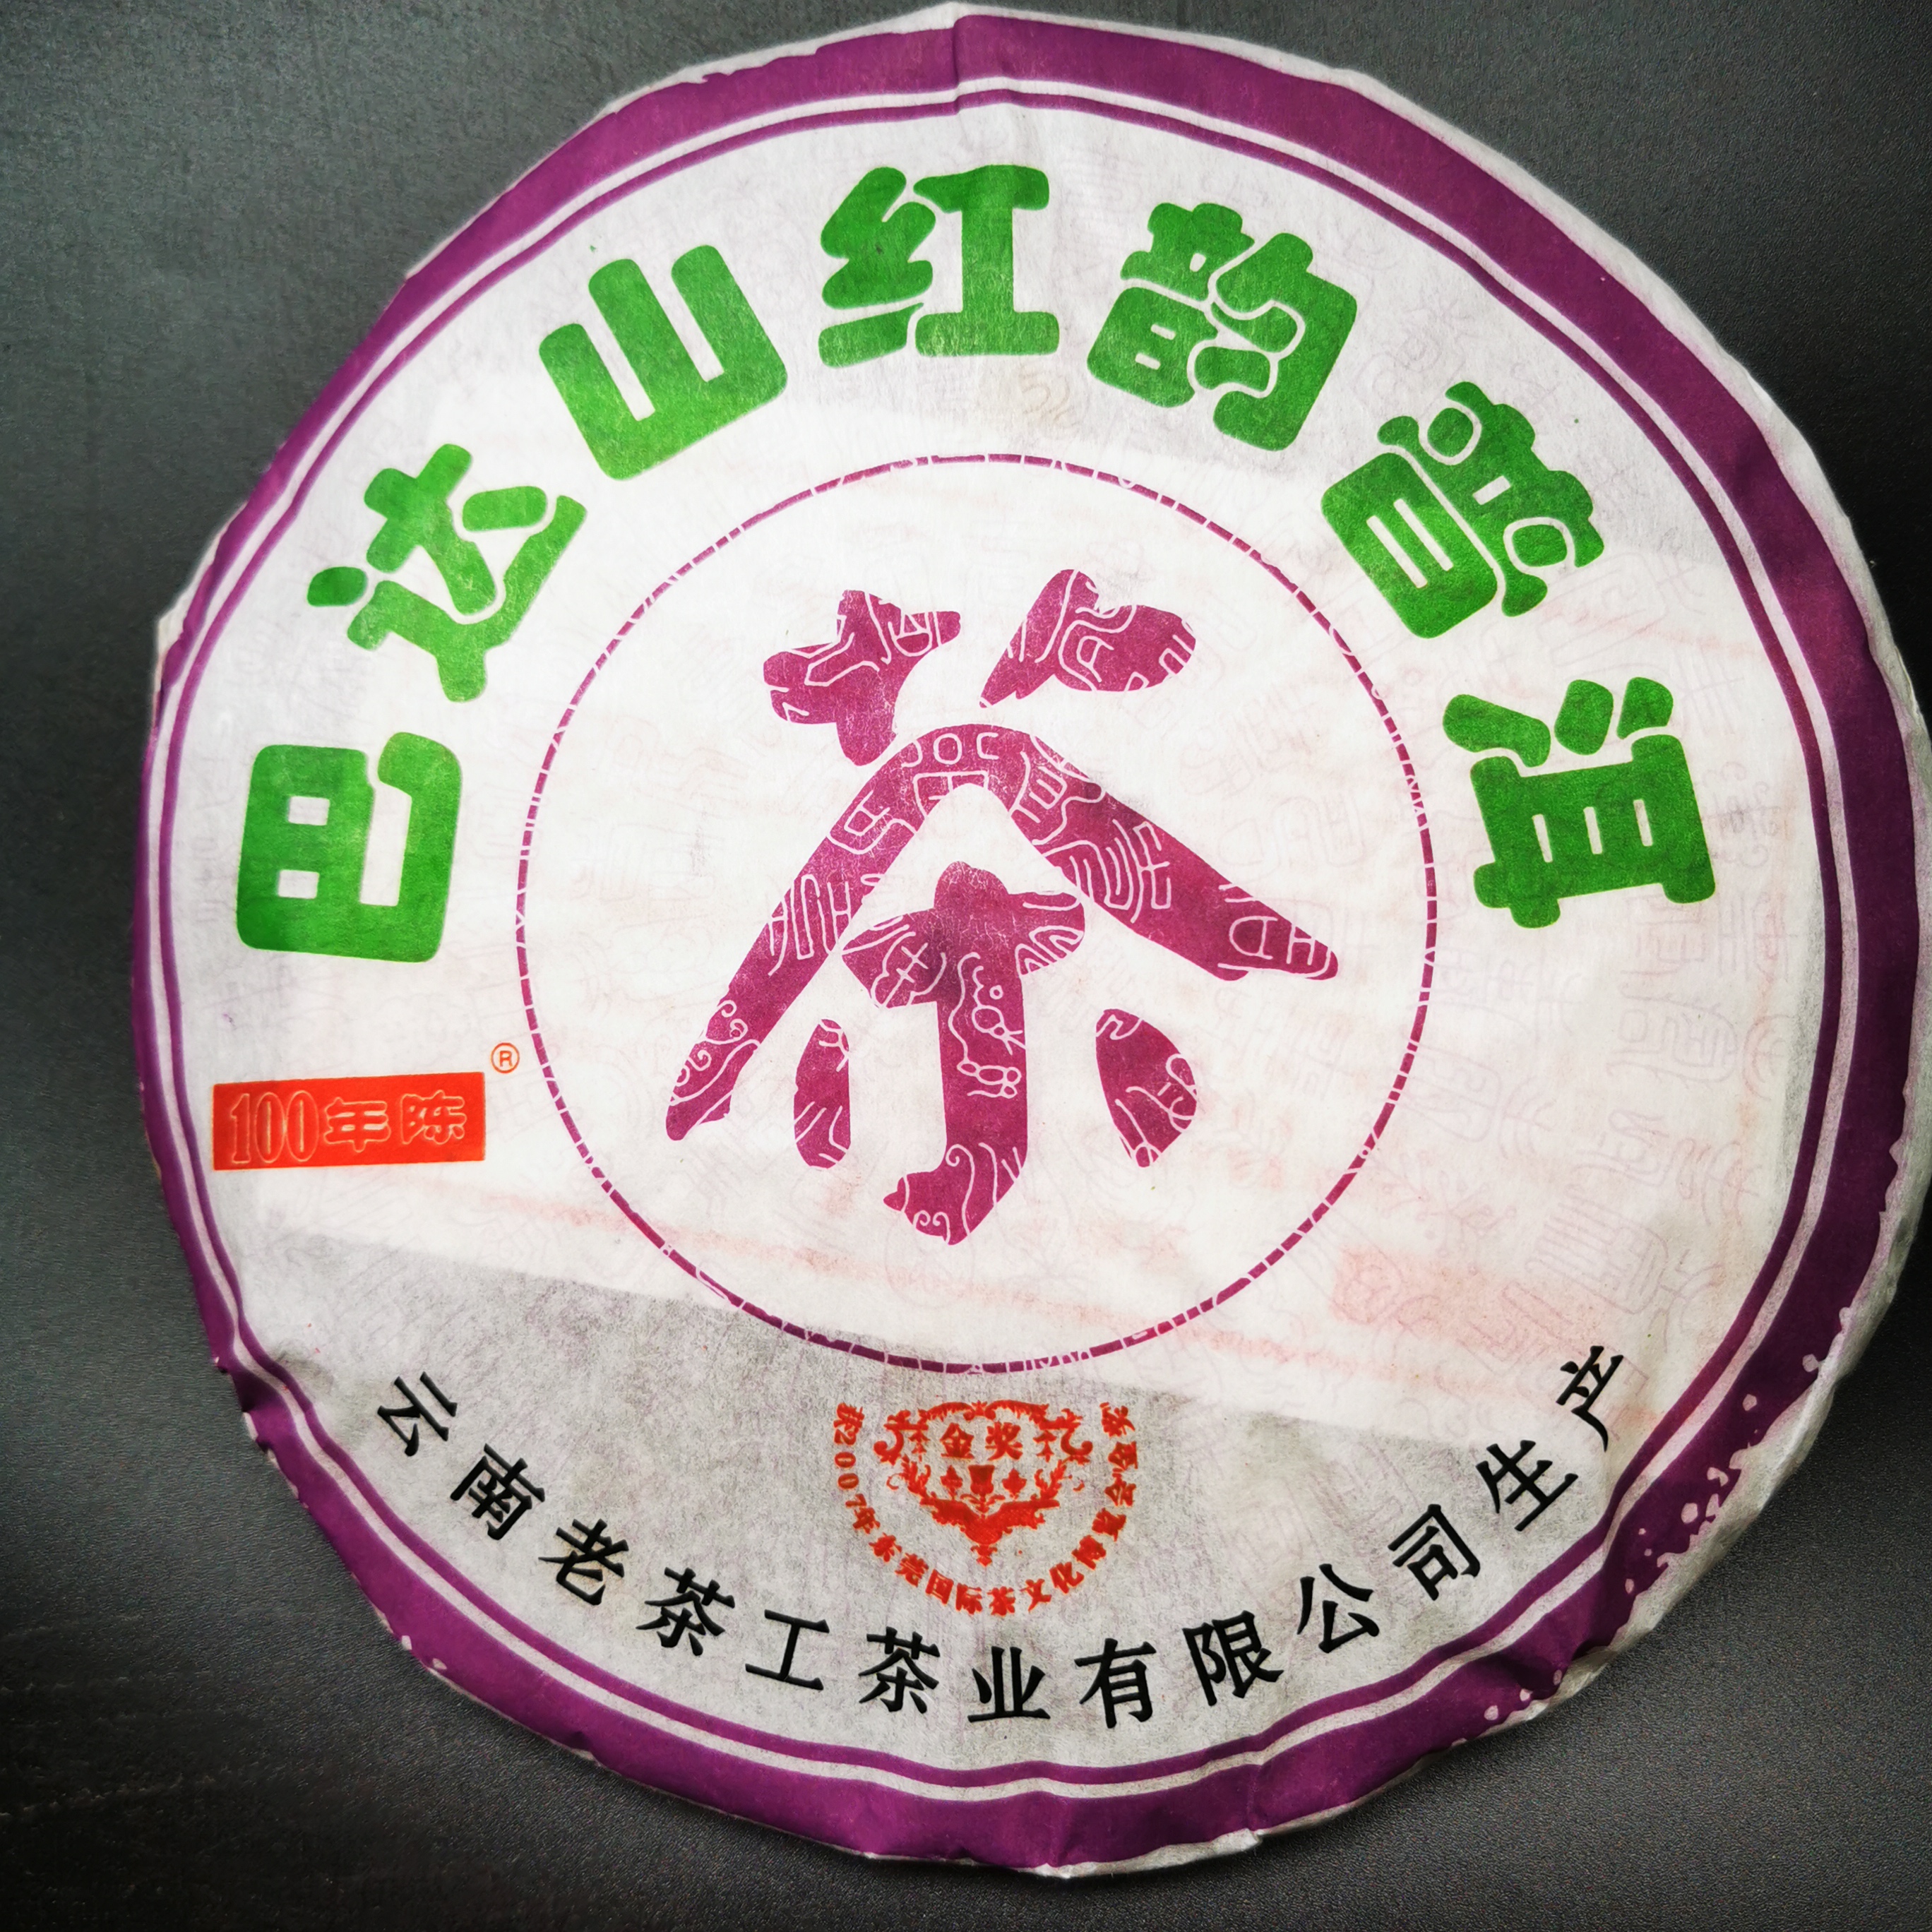 巴达山红韵普洱
茶
100年陈®
金奖
获2007年东莞国际茶文化博览会金奖
云南老茶工茶业有限公司生产